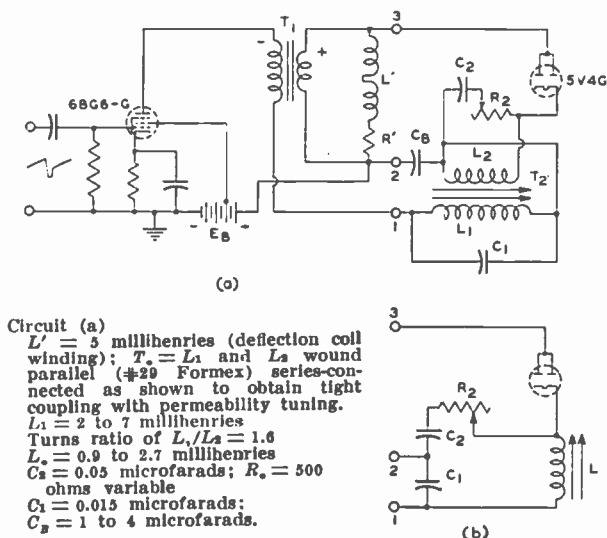 T1
3
-
+
L'
C2
5V4G
68G6-G
R2
R'
CB
L2
2
T2
EB
-
+
1
L1
C1
(a)
Circuit (a)
L' = 5 millihenries (deflection coil
winding); T. = L1 and L2 wound
parallel (#29 Formex) series-con-
nected as shown to obtain tight
coupling with permeability tuning.
L1 = 2 to 7 millihenries
Turns ratio of L1/L2 = 1.6
L. = 0.9 to 2.7 millihenries
C2 = 0.05 microfarads; R. = 500
ohms variable
C1 = 0.015 microfarads;
CB = 1 to 4 microfarads.
3
R2
C2
2
C1
L
1
(b)